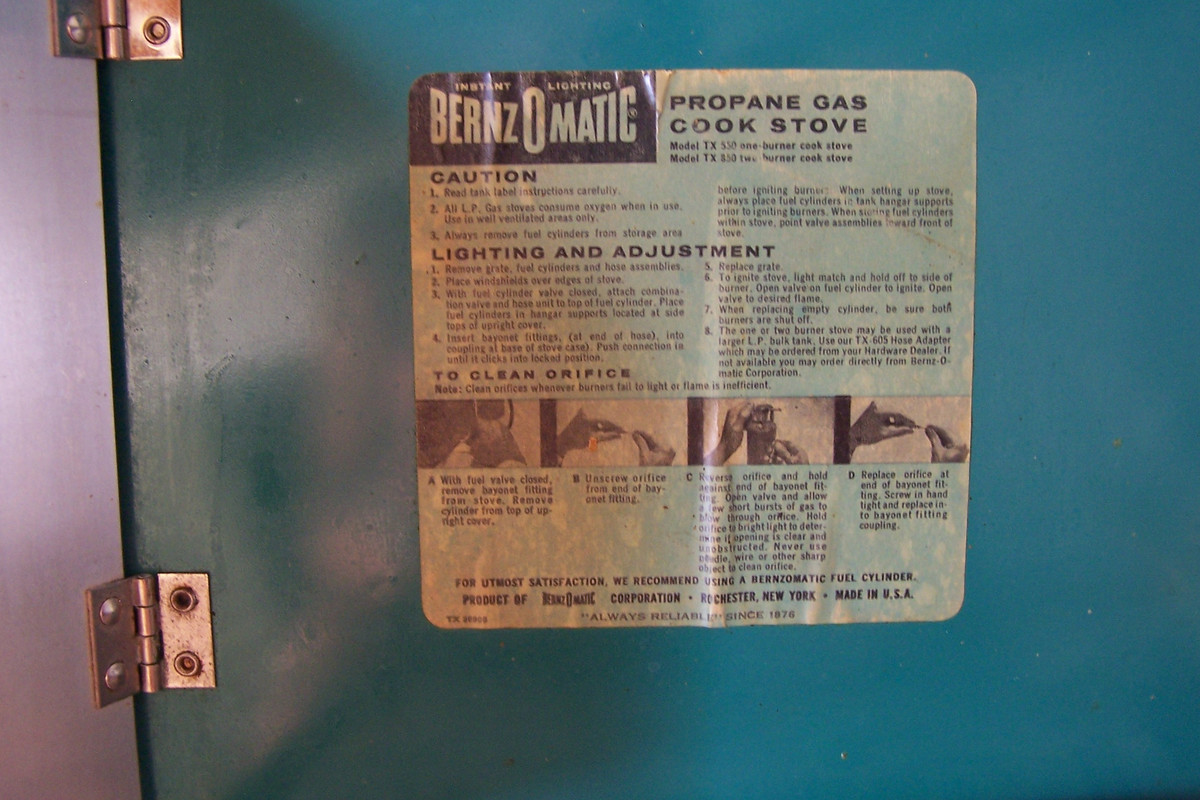 INSTANT LIGHTING
BERNZOMATIC®
PROPANE GAS
COOK STOVE
Model TX 550 one-burner cook stove
Model TX 850 two burner cook stove
CAUTION
1. Read tank label instructions carefully.
2. All L.P. Gas stoves consume oxygen when in use.
Use in well ventilated areas only.
3. Always remove fuel cylinders from storage area
before igniting burners. When setting up stove,
always place fuel cylinders in tank hangar supports
prior to igniting burners. When storing fuel cylinders
within stove, point valve assemblies toward front of
stove.
LIGHTING AND ADJUSTMENT
1. Remove grate, fuel cylinders and hose assemblies.
2. Place windshields over edges of stove.
3. With fuel cylinder valve closed, attach combina-
tion valve and hose unit to top of fuel cylinder. Place
fuel cylinders in hangar supports located at side
tops of upright cover.
4. Insert bayonet fittings, (at end of hose), into
coupling at base of stove case). Push connection in
until it clicks into locked position.
5. Replace grate.
6. To ignite stove, light match and hold off to side of
burner. Open valve on fuel cylinder to ignite. Open
valve to desired flame.
7. When replacing empty cylinder, be sure both
burners are shut off.
8. The one or two burner stove may be used with a
larger L.P. bulk tank. Use our TX-605 Hose Adapter
which may be ordered from your Hardware Dealer. If
not available you may order directly from Bernz-O-
matic Corporation.
TO CLEAN ORIFICE
Note: Clean orifices whenever burners fail to light or flame is inefficient.
A With fuel valve closed,
remove bayonet fitting
from stove. Remove
cylinder from top of up-
right cover.
B Unscrew orifice
from end of bay-
onet fitting.
C Reverse orifice and hold
against end of bayonet fit-
ting. Open valve and allow
a few short bursts of gas to
blow through orifice. Hold
orifice to bright light to deter-
mine if opening is clear and
unobstructed. Never use
needle, wire or other sharp
object to clean orifice.
D Replace orifice at
end of bayonet fit-
ting. Screw in hand
tight and replace in-
to bayonet fitting
coupling.
FOR UTMOST SATISFACTION, WE RECOMMEND USING A BERNZOMATIC FUEL CYLINDER.
PRODUCT OF BERNZOMATIC CORPORATION • ROCHESTER, NEW YORK • MADE IN U.S.A.
"ALWAYS RELIABLE" SINCE 1876
TX